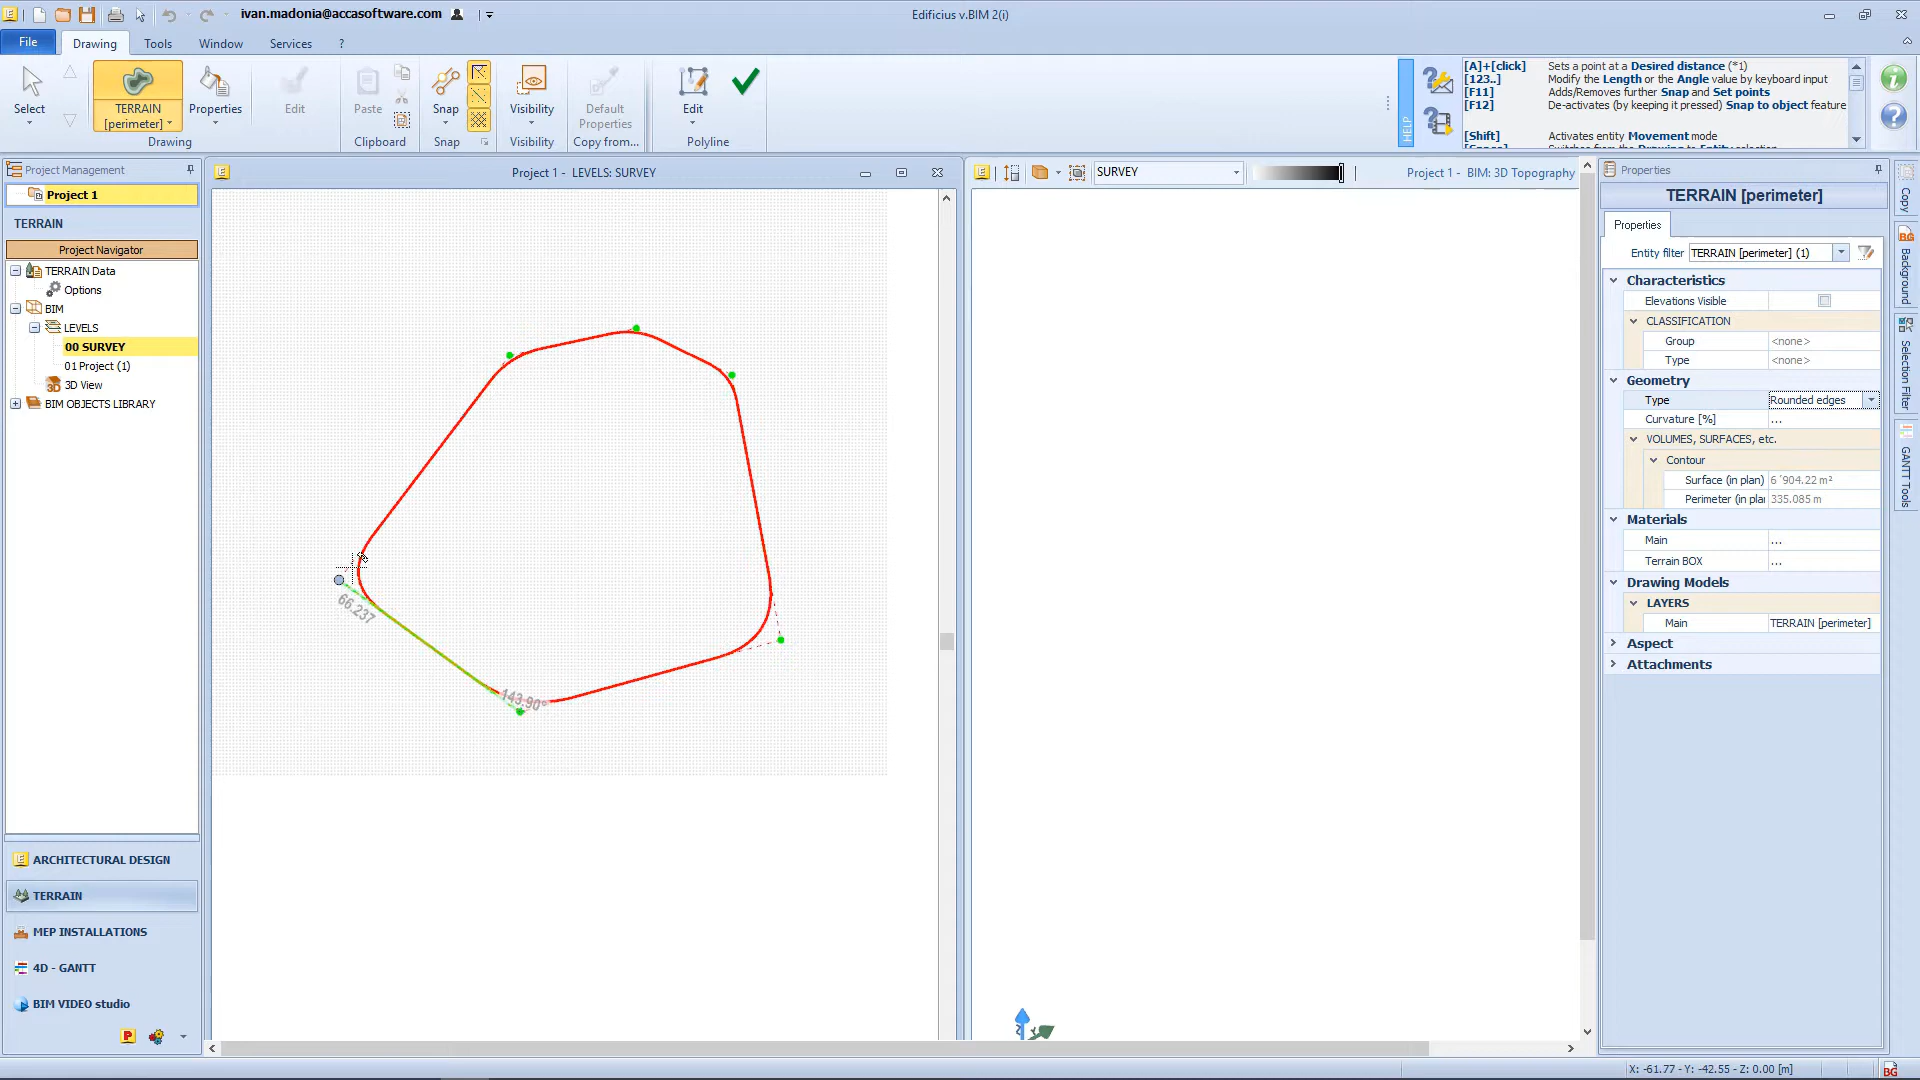 ivan.madonia@accasoftware.com
Edificius v.BIM 2(i)
File
Drawing
Tools
Window
Services
?
Select
TERRAIN
[perimeter]
Properties
Drawing
Edit
Paste
Clipboard
Snap
Snap
Visibility
Visibility
Default
Properties
Copy from...
Edit
Polyline
HELP
[A]+[click] Sets a point at a Desired distance (*1)
[123..] Modify the Length or the Angle value by keyboard input
[F11] Adds/Removes further Snap and Set points
[F12] De-activates (by keeping it pressed) Snap to object feature
[Shift] Activates entity Movement mode
Project Management
Project 1
TERRAIN
Project Navigator
TERRAIN Data
Options
BIM
LEVELS
00 SURVEY
01 Project (1)
3D View
BIM OBJECTS LIBRARY
ARCHITECTURAL DESIGN
TERRAIN
MEP INSTALLATIONS
4D - GANTT
BIM VIDEO studio
Project 1 - LEVELS: SURVEY
66.237
143.90°
SURVEY
Project 1 - BIM: 3D Topography
Properties
TERRAIN [perimeter]
Properties
Entity filter TERRAIN [perimeter] (1)
Characteristics
Elevations Visible
CLASSIFICATION
Group <none>
Type <none>
Geometry
Type Rounded edges
Curvature [%] ...
VOLUMES, SURFACES, etc.
Contour
Surface (in plan) 6'904.22 m²
Perimeter (in plan 335.085 m
Materials
Main ...
Terrain BOX ...
Drawing Models
LAYERS
Main TERRAIN [perimeter]
Aspect
Attachments
Copy
Background
Selection Filter
GANTT Tools
X: -61.77 - Y: -42.55 - Z: 0.00 [m]
BG